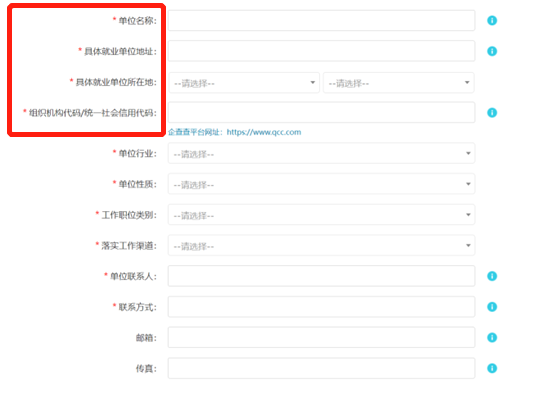 * 单位名称:
* 具体就业单位地址:
* 具体就业单位所在地: --请选择-- --请选择--
* 组织机构代码/统一社会信用代码:
企查查平台网址: https://www.qcc.com
* 单位行业: --请选择--
* 单位性质: --请选择--
* 工作职位类别: --请选择--
* 落实工作渠道: --请选择--
* 单位联系人:
* 联系方式:
邮箱:
传真: